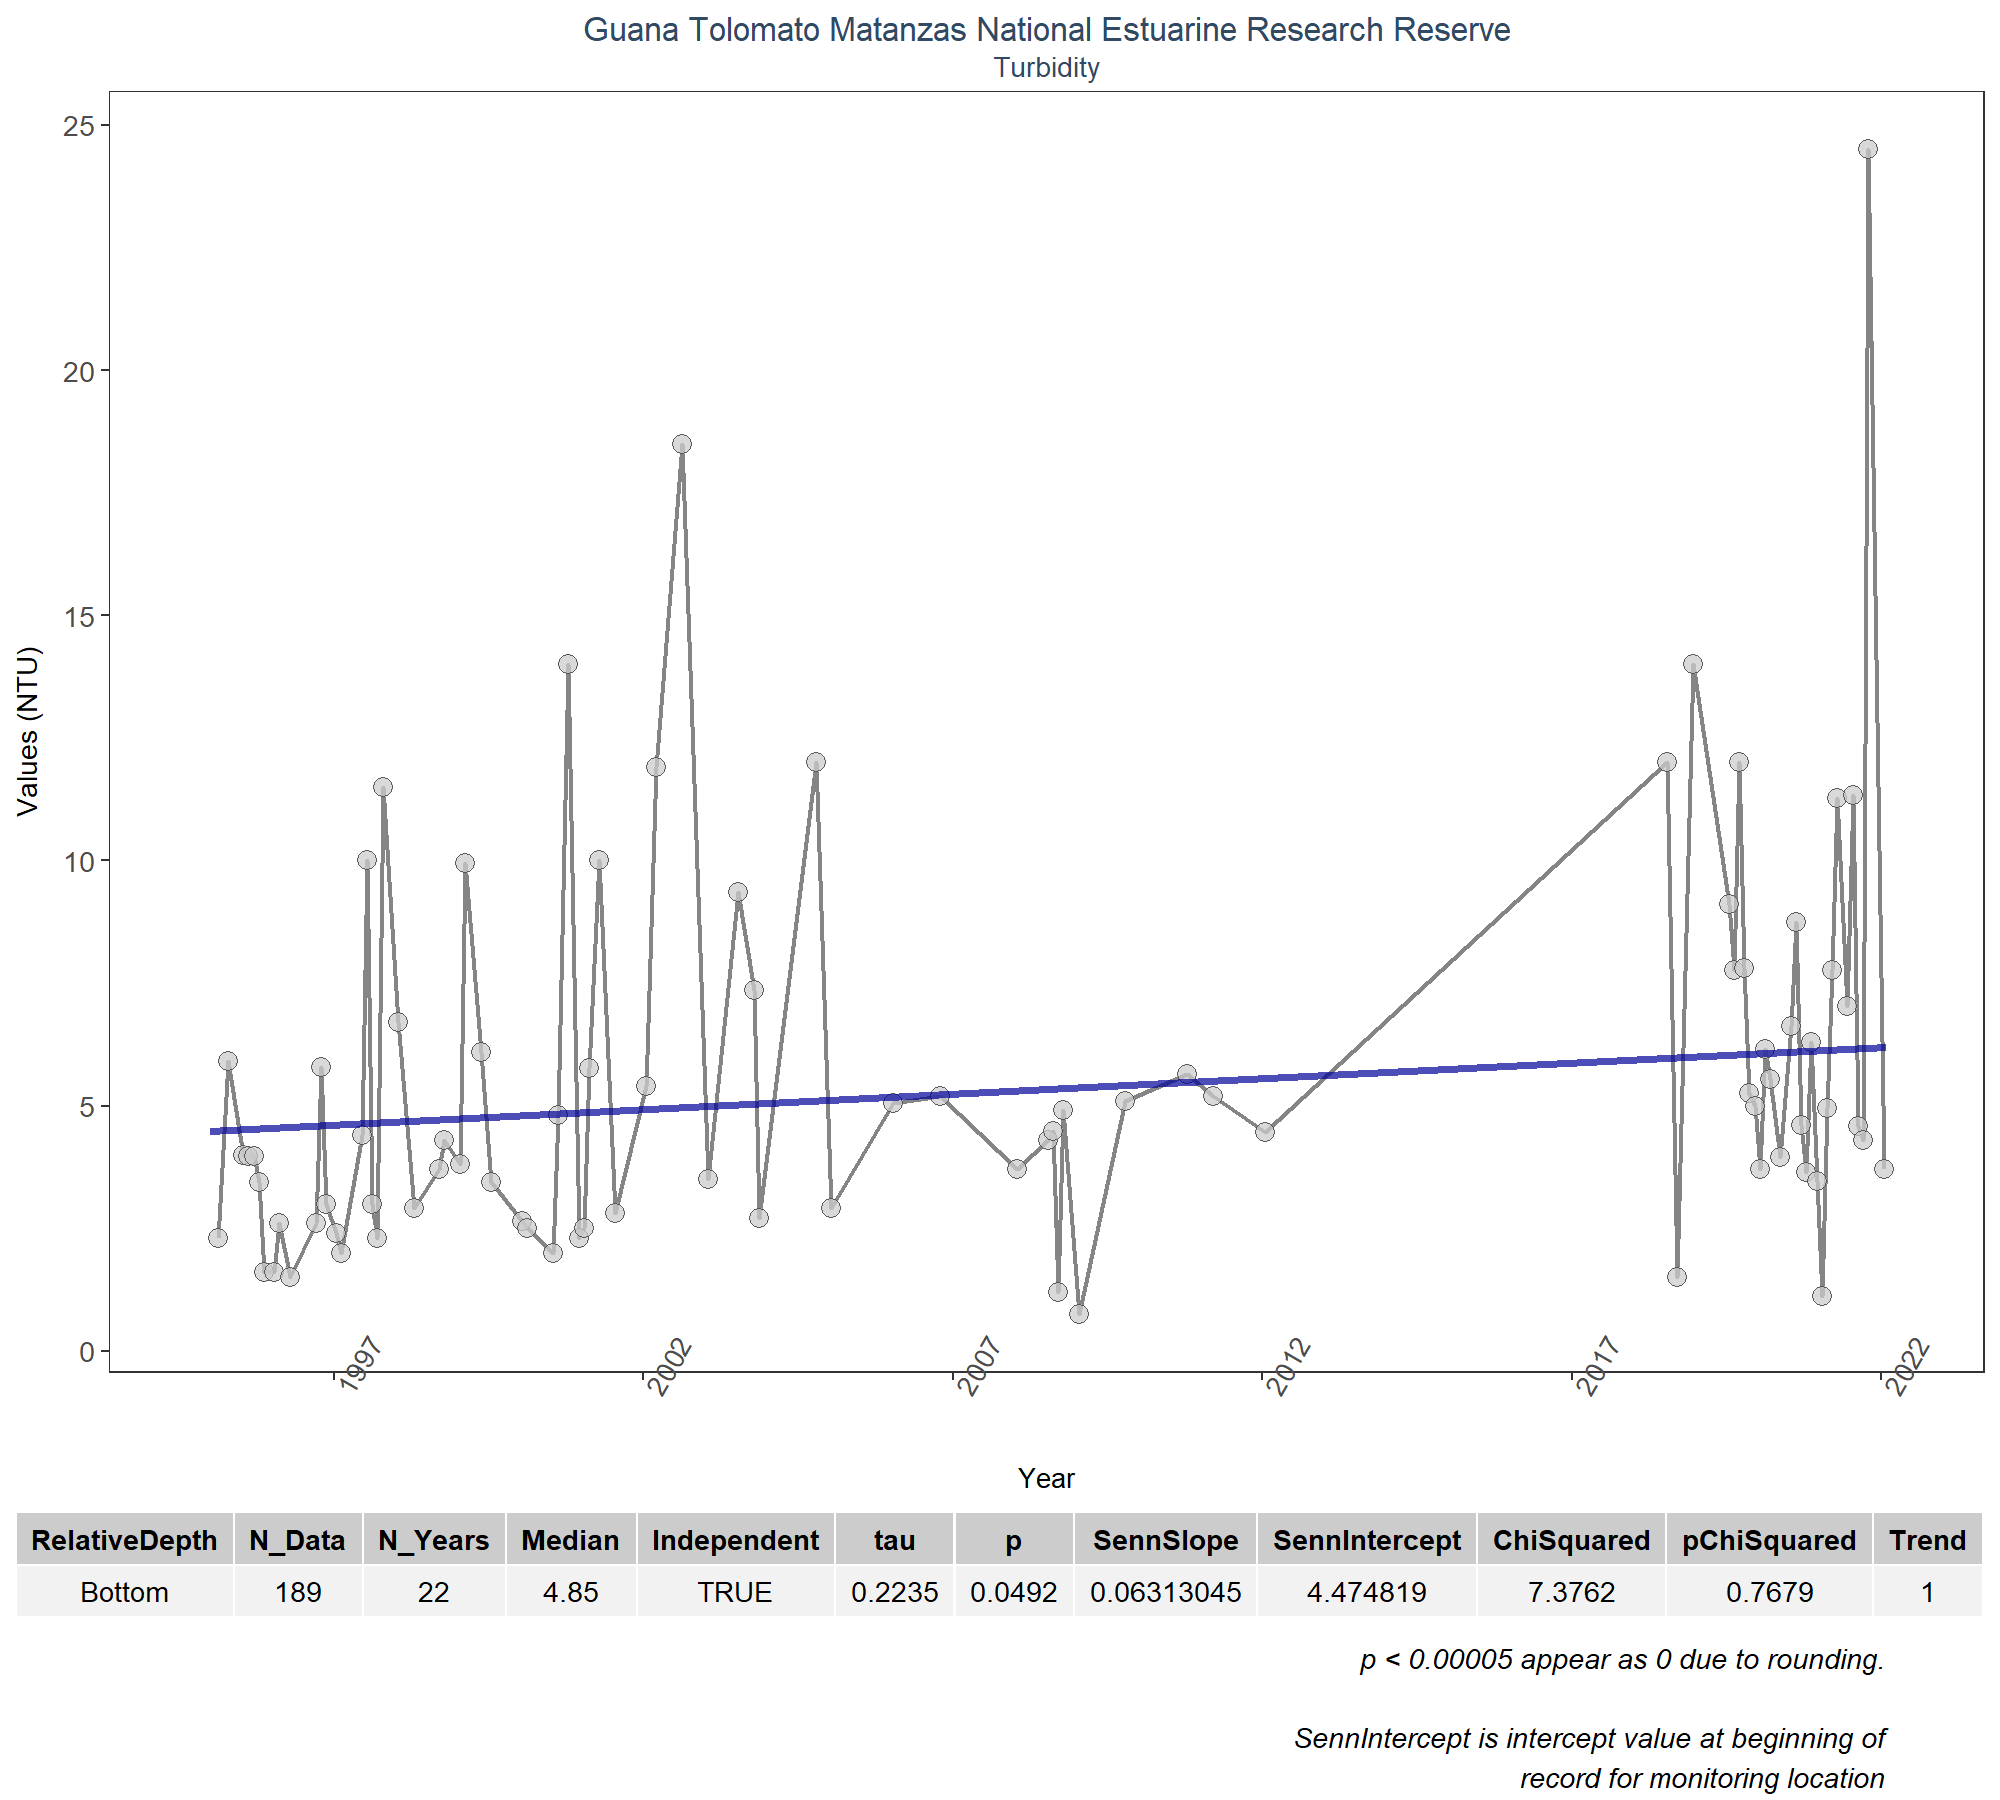 Guana Tolomato Matanzas National Estuarine Research Reserve
Turbidity
25
20
15
10
5
0
Values (NTU)
1997
2002
2007
2012
2017
2022
Year
RelativeDepth N_Data N_Years Median Independent tau p SennSlope SennIntercept ChiSquared pChiSquared Trend
Bottom 189 22 4.85 TRUE 0.2235 0.0492 0.06313045 4.474819 7.3762 0.7679 1
p < 0.00005 appear as 0 due to rounding.
SennIntercept is intercept value at beginning of
record for monitoring location